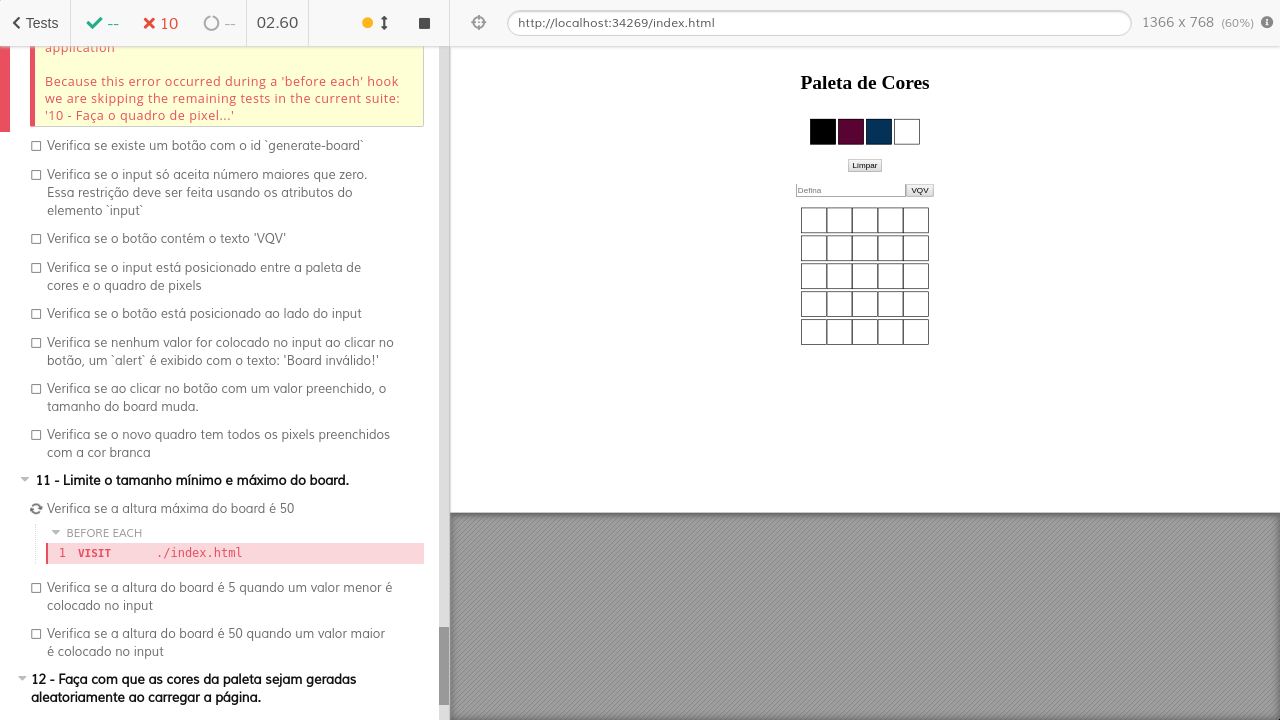 Tests
--
10
--
02.60
http://localhost:34269/index.html
1366 x 768 (60%)
application
Because this error occurred during a 'before each' hook
we are skipping the remaining tests in the current suite:
'10 - Faça o quadro de pixel...'
Verifica se existe um botão com o id `generate-board`
Verifica se o input só aceita número maiores que zero.
Essa restrição deve ser feita usando os atributos do
elemento `input`
Verifica se o botão contém o texto 'VQV'
Verifica se o input está posicionado entre a paleta de
cores e o quadro de pixels
Verifica se o botão está posicionado ao lado do input
Verifica se nenhum valor for colocado no input ao clicar no
botão, um `alert` é exibido com o texto: 'Board inválido!'
Verifica se ao clicar no botão com um valor preenchido, o
tamanho do board muda.
Verifica se o novo quadro tem todos os pixels preenchidos
com a cor branca
11 - Limite o tamanho mínimo e máximo do board.
Verifica se a altura máxima do board é 50
BEFORE EACH
1 VISIT ./index.html
Verifica se a altura do board é 5 quando um valor menor é
colocado no input
Verifica se a altura do board é 50 quando um valor maior
é colocado no input
12 - Faça com que as cores da paleta sejam geradas
aleatoriamente ao carregar a página.
Paleta de Cores
Limpar
Defina
VQV